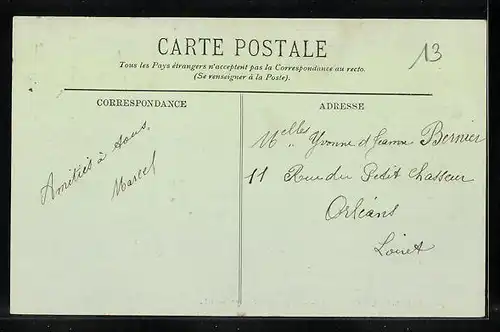 CARTE POSTALE
13
Tous les Pays étrangers n'acceptent pas la Correspondance au recto.
(Se renseigner à la Poste).
CORRESPONDANCE
Amitiés à tous,
Marcel
ADRESSE
Melles Yvonne et Jeanne Bernier
11 Rue du Petit Chasseur
Orléans
Loiret